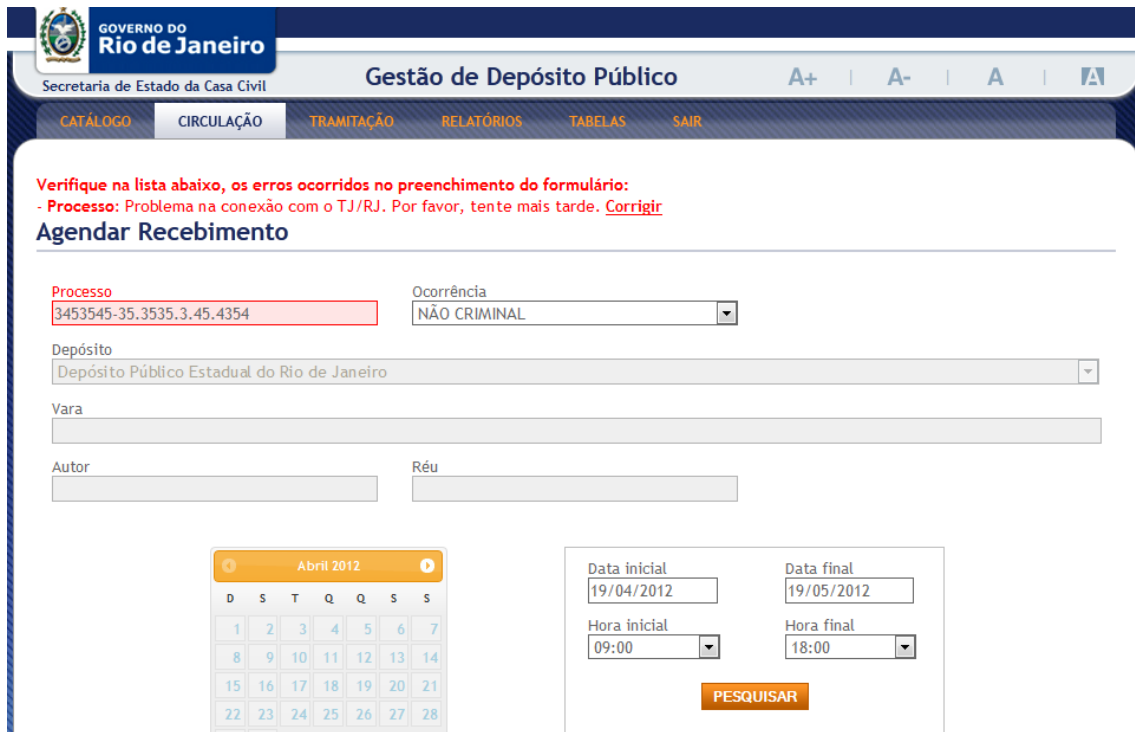 GOVERNO DO
Rio de Janeiro
Secretaria de Estado da Casa Civil
Gestão de Depósito Público
A+ | A- | A | A
CATÁLOGO CIRCULAÇÃO TRAMITAÇÃO RELATÓRIOS TABELAS SAIR
Verifique na lista abaixo, os erros ocorridos no preenchimento do formulário:
- Processo: Problema na conexão com o TJ/RJ. Por favor, tente mais tarde. Corrigir
Agendar Recebimento
Processo Ocorrência
3453545-35.3535.3.45.4354 NÃO CRIMINAL
Depósito
Depósito Público Estadual do Rio de Janeiro
Vara
Autor Réu
Abril 2012
D S T Q Q S S
1 2 3 4 5 6 7
8 9 10 11 12 13 14
15 16 17 18 19 20 21
22 23 24 25 26 27 28
Data inicial Data final
19/04/2012 19/05/2012
Hora inicial Hora final
09:00 18:00
PESQUISAR